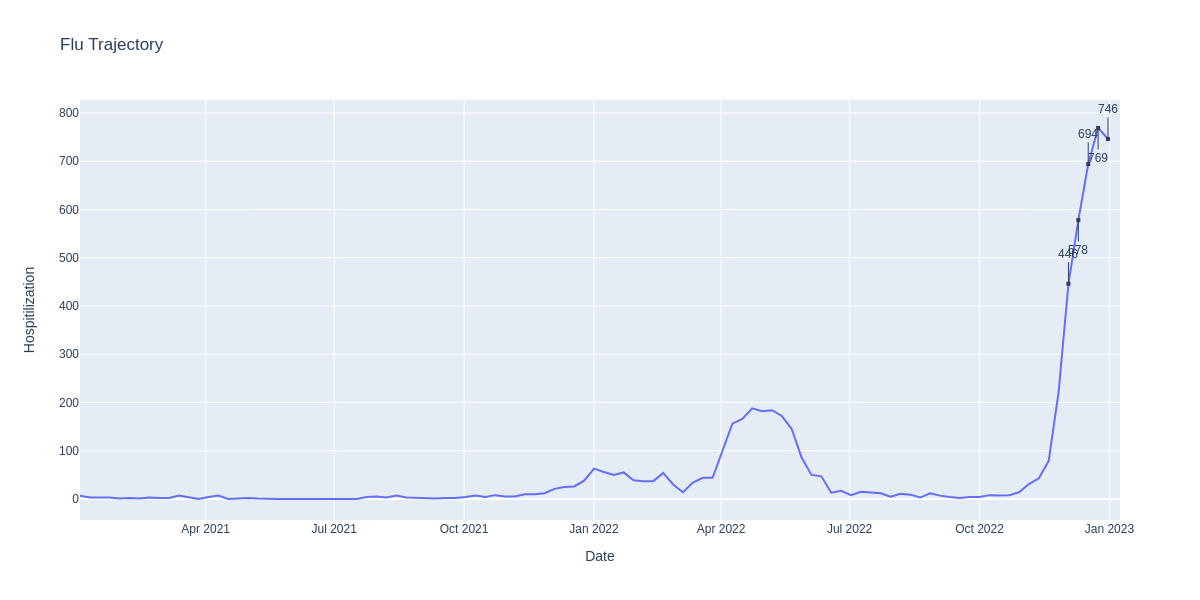 Flu Trajectory
Hospitilization
800
700
600
500
400
300
200
100
0
746
694
769
578
Apr 2021
Jul 2021
Oct 2021
Jan 2022
Apr 2022
Jul 2022
Oct 2022
Jan 2023
Date